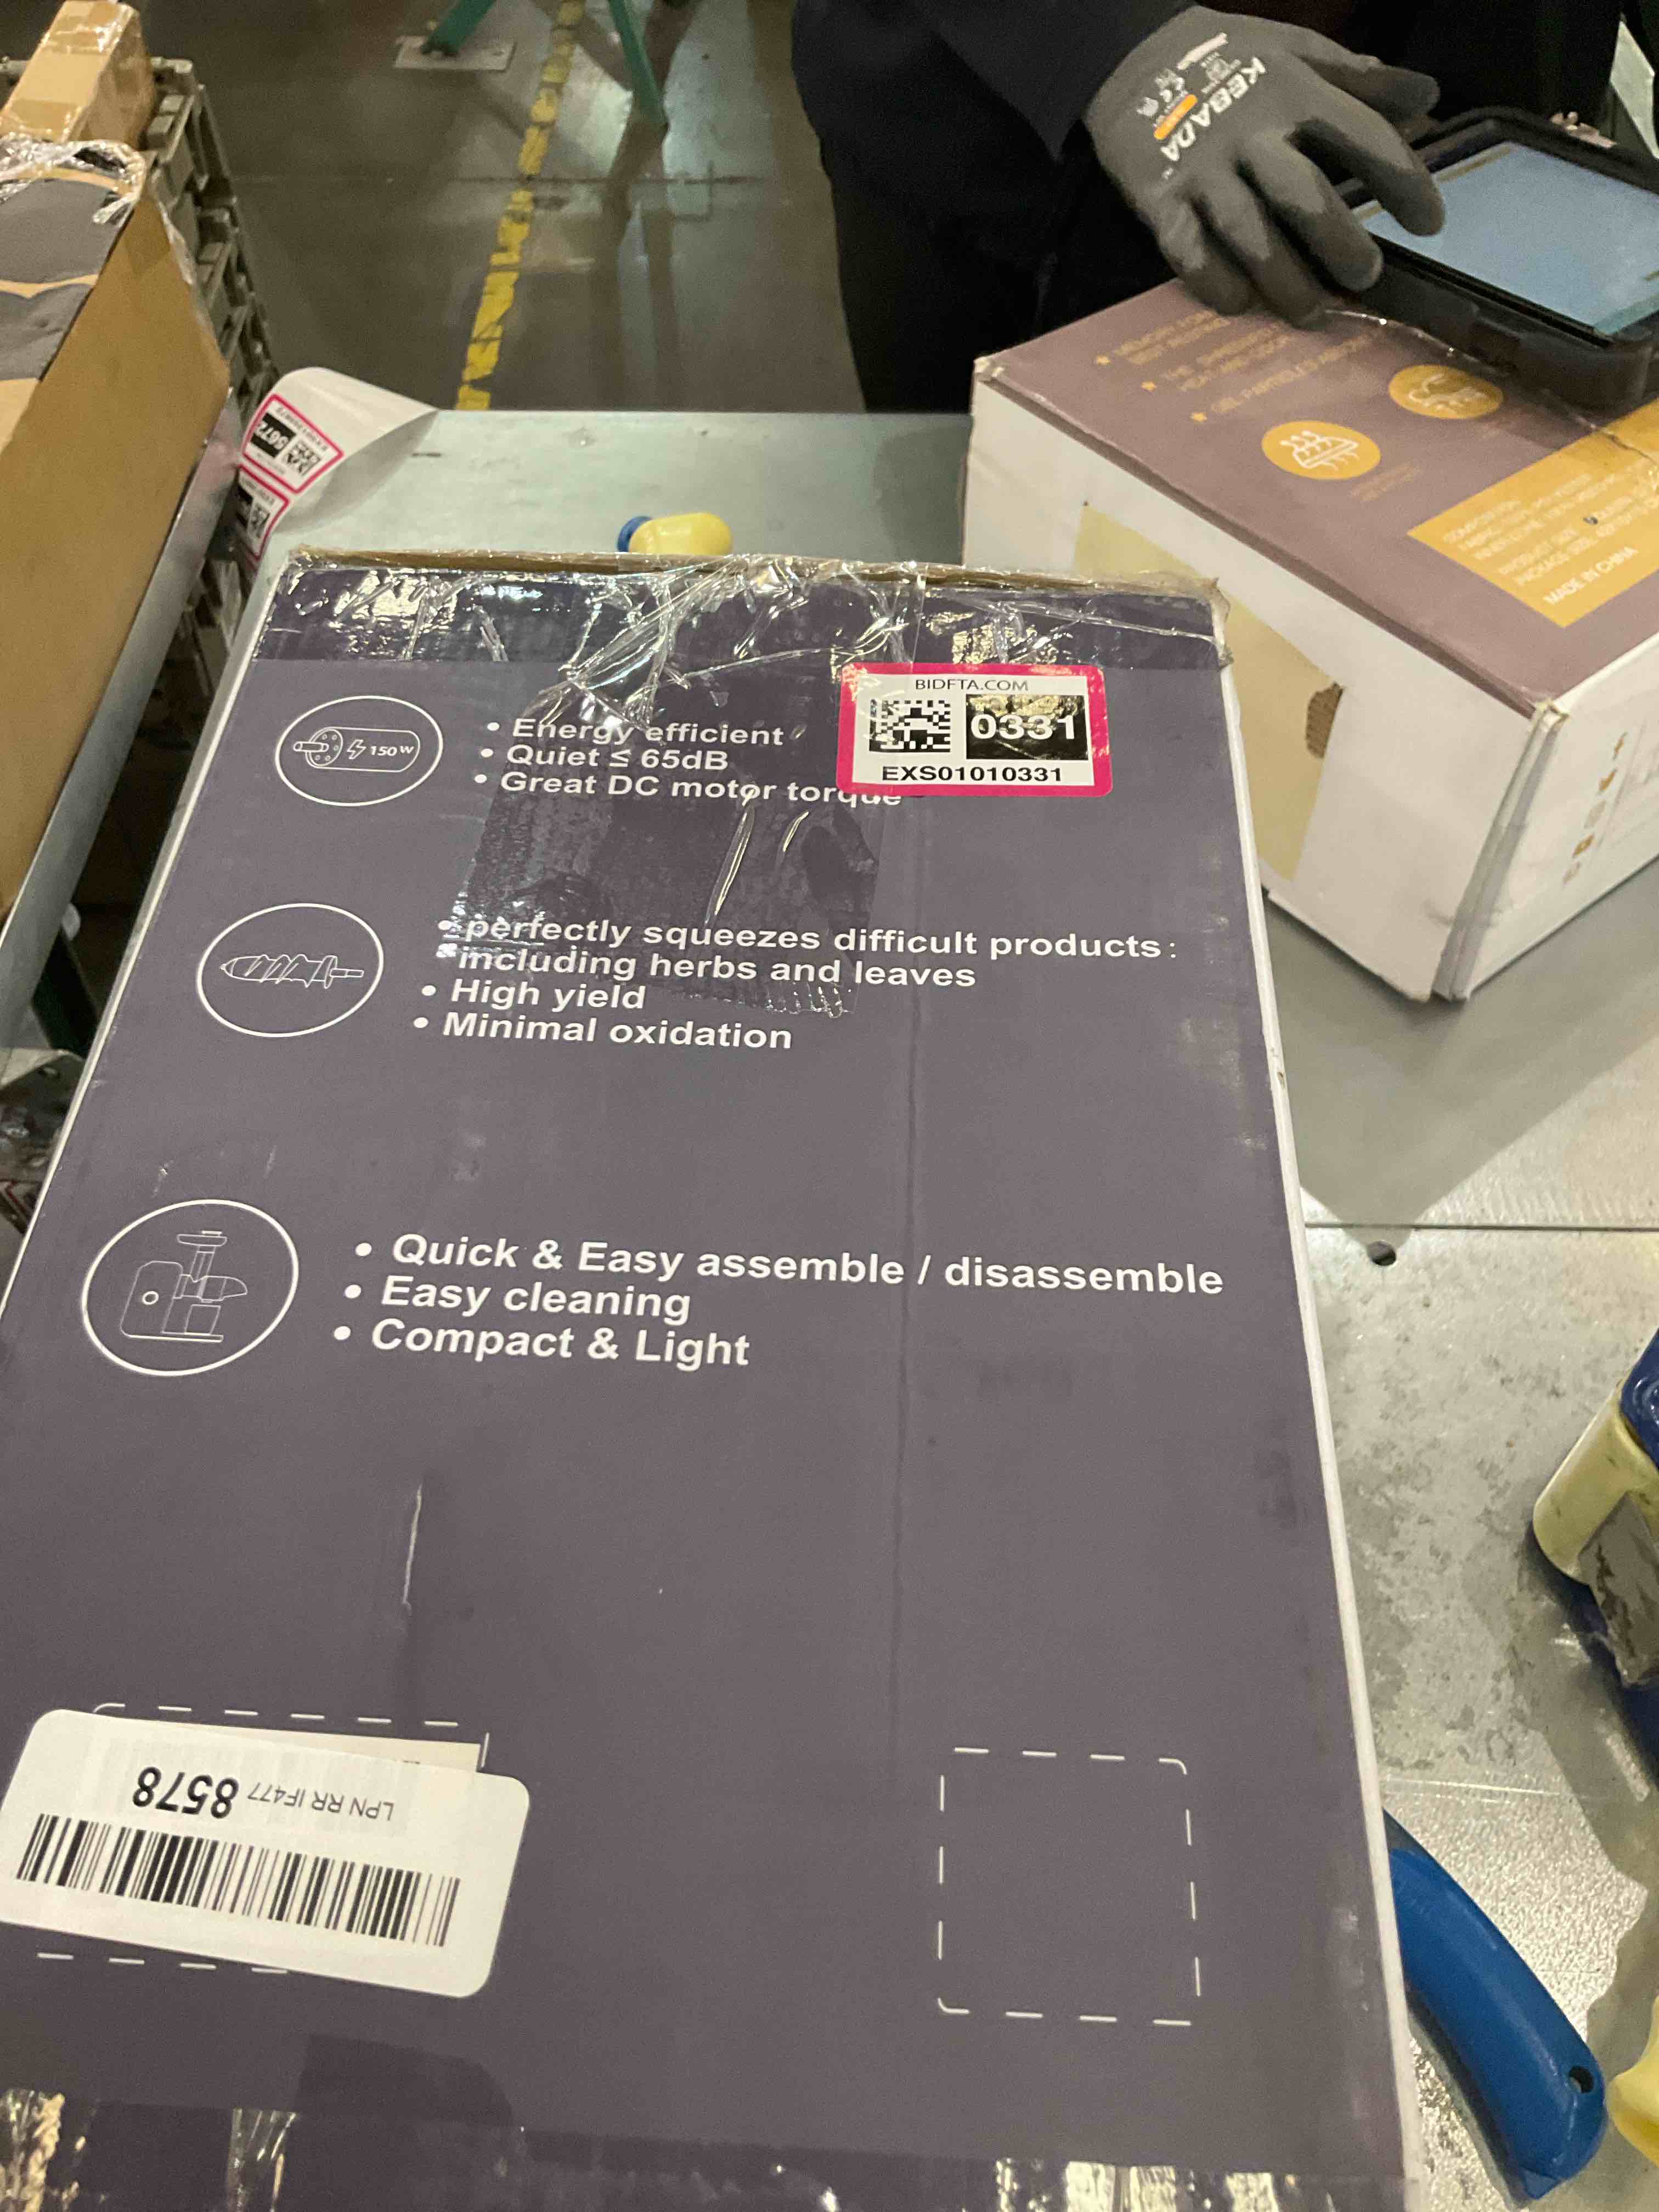 KEBADA
5672
MADE IN CHINA
BIDFTA.COM
0331
EXS01010331
150 W
• Energy efficient
• Quiet ≤ 65dB
• Great DC motor torque
• perfectly squeezes difficult products:
including herbs and leaves
• High yield
• Minimal oxidation
• Quick & Easy assemble / disassemble
• Easy cleaning
• Compact & Light
LPN RR IF477 8578